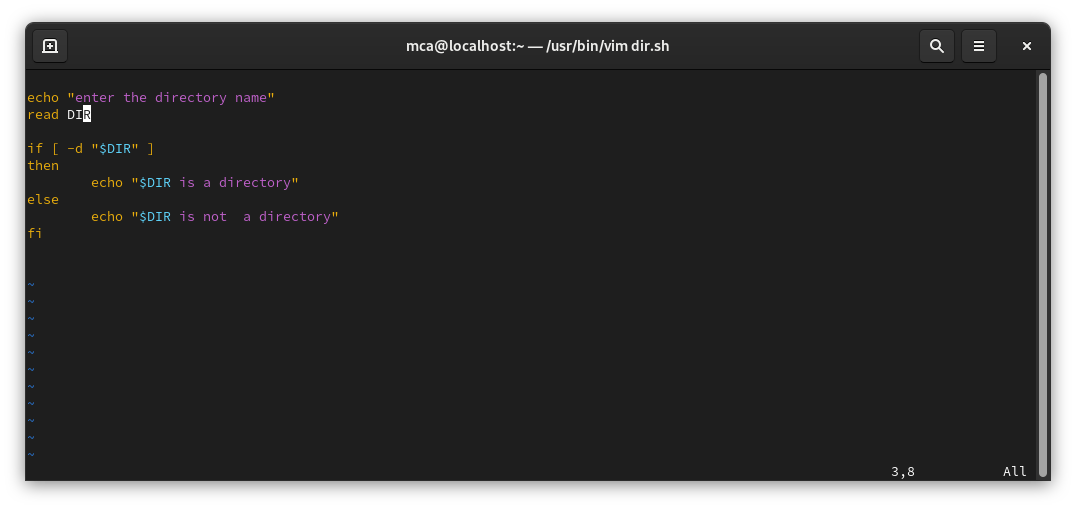 mca@localhost:~ — /usr/bin/vim dir.sh
echo "enter the directory name"
read DIR
if [ -d "$DIR" ]
then
        echo "$DIR is a directory"
else
        echo "$DIR is not  a directory"
fi
~
~
~
~
~
~
~
~
~
~
~
3,8 All